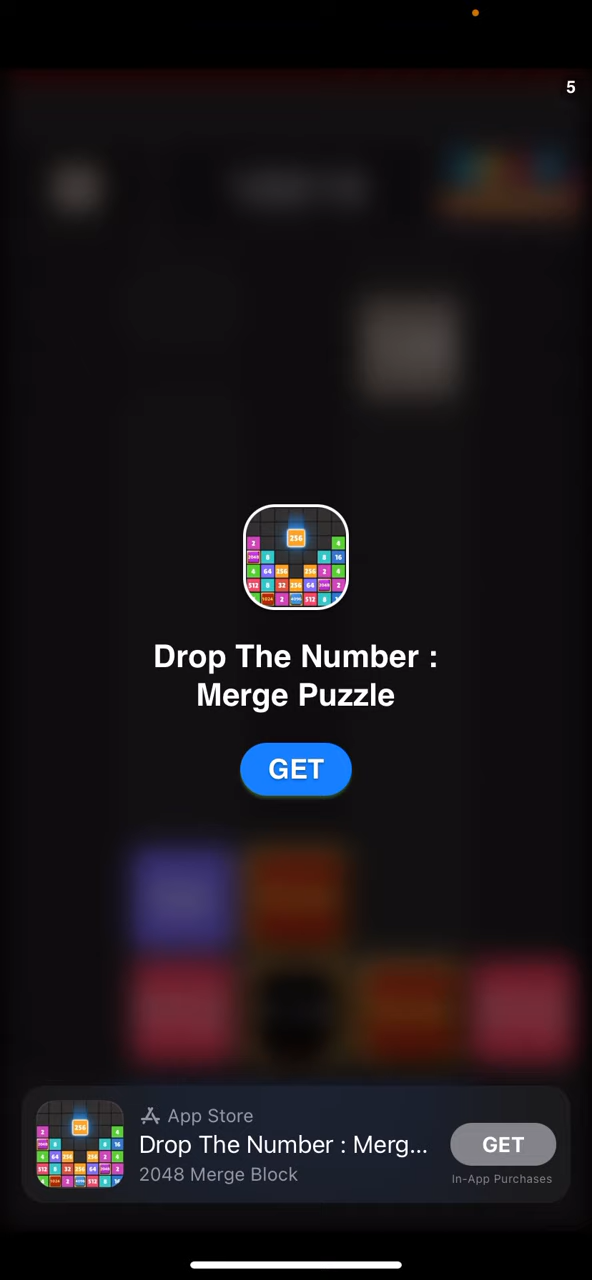 5
256
Drop The Number :
Merge Puzzle
GET
App Store
Drop The Number : Merg...
2048 Merge Block
GET
In-App Purchases